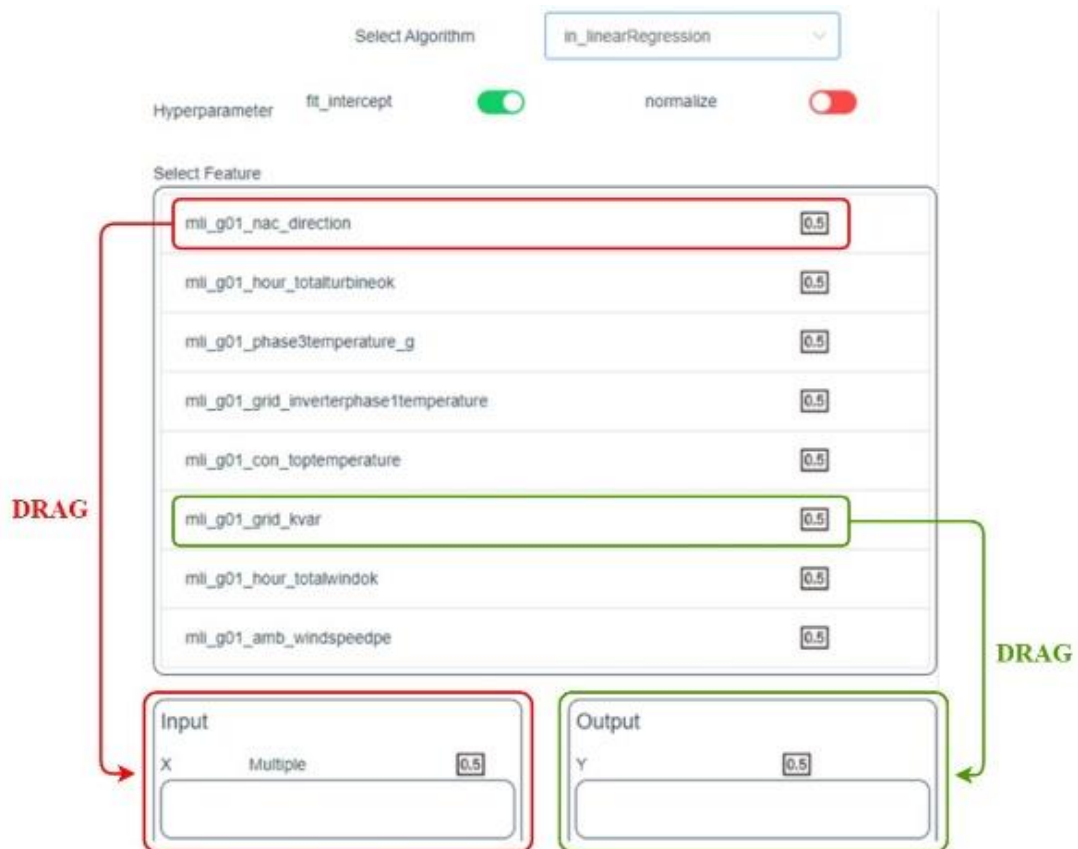 Select Algorithm in_linearRegression
Hyperparameter fit_intercept normalize
Select Feature
mli_g01_nac_direction 0.5
mli_g01_hour_totalturbineok 0.5
mli_g01_phase3temperature_g 0.5
mli_g01_grid_inverterphase1temperature 0.5
mli_g01_con_toptemperature 0.5
DRAG
mli_g01_grid_kvar 0.5
mli_g01_hour_totalwindok 0.5
mli_g01_amb_windspeedpe 0.5
DRAG
Input
X Multiple 0.5
Output
Y 0.5